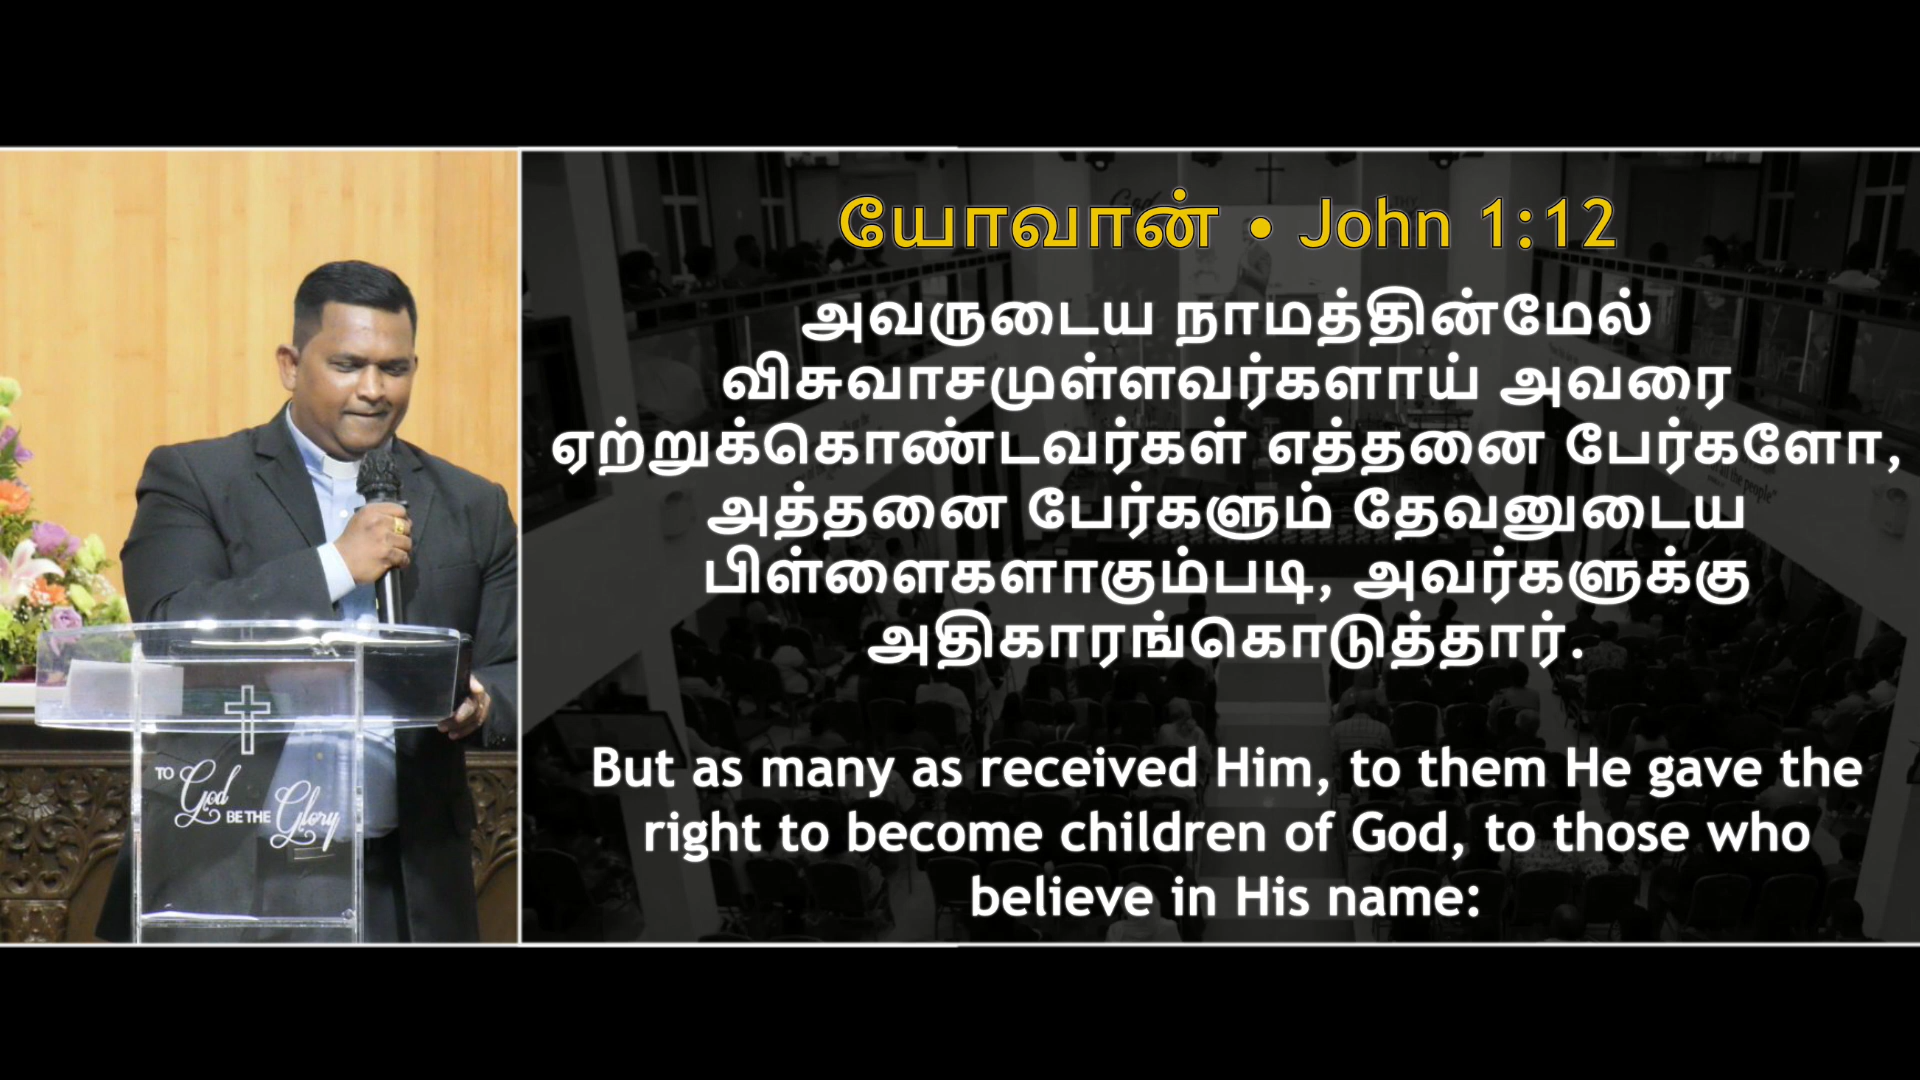 யோவான் • John 1:12
அவருடைய நாமத்தின்மேல்
விசுவாசமுள்ளவர்களாய் அவரை
ஏற்றுக்கொண்டவர்கள் எத்தனை பேர்களோ,
அத்தனை பேர்களும் தேவனுடைய
பிள்ளைகளாகும்படி, அவர்களுக்கு
அதிகாரங்கொடுத்தார்.
But as many as received Him, to them He gave the
right to become children of God, to those who
believe in His name:
TO God
BE THE Glory